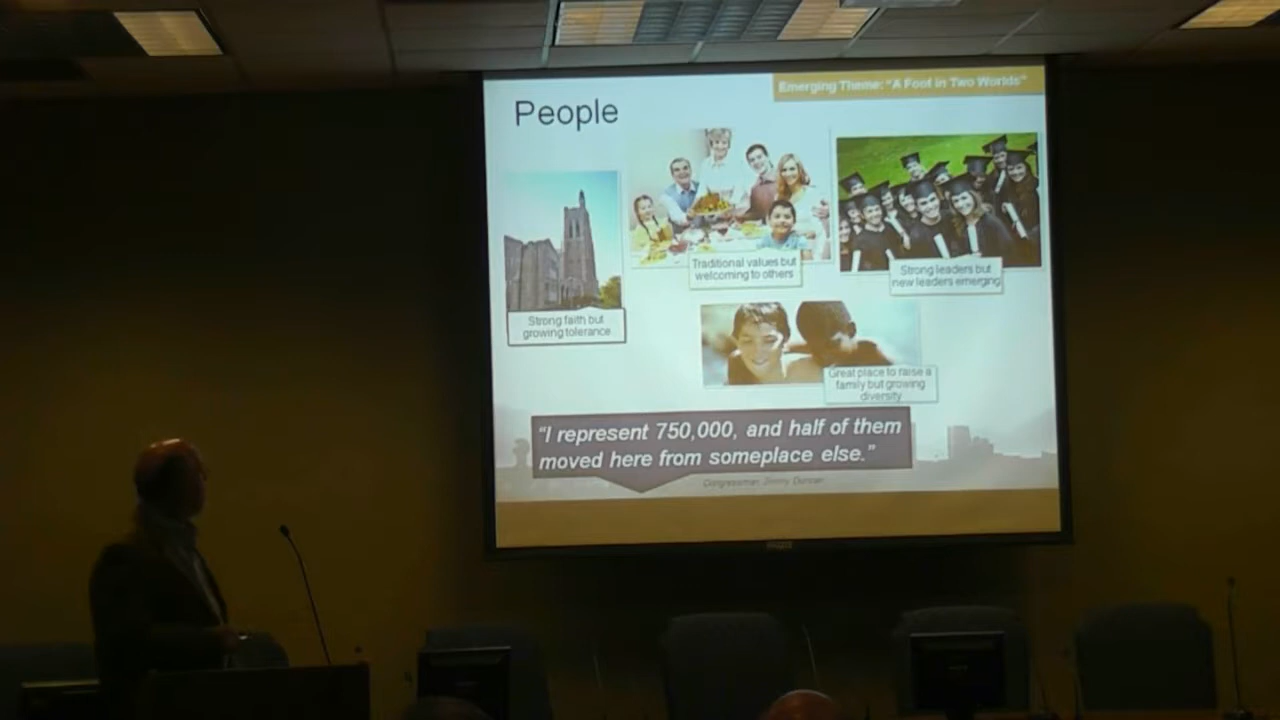 Emerging Theme: "A Foot in Two Worlds"
People
Traditional values but
welcoming to others
Strong leaders but
new leaders emerging
Strong faith but
growing tolerance
Great place to raise a
family but growing
diversity
"I represent 750,000, and half of them
moved here from someplace else."
Congressman Jimmy Duncan